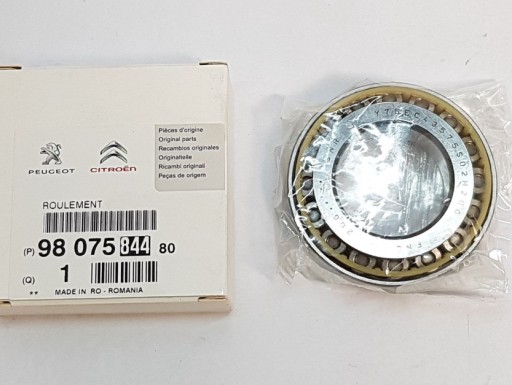 Pièces d'origine
Original parts
Recambios originales
Originalteile
Ricambi originali
Peças de origem
PEUGEOT CITROËN
ROULEMENT
(P) 98 075 844 80
(Q) 1
** MADE IN RO - ROMANIA